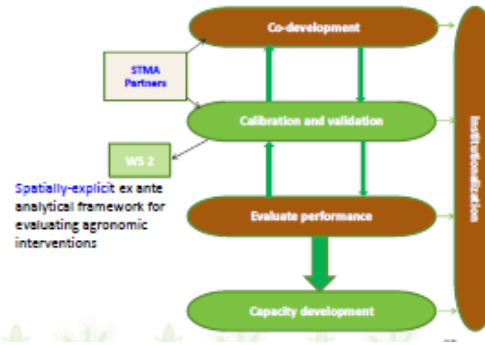 Co-development
STMA
Partners
Calibration and validation
WS 2
Spatially-explicit ex ante
analytical framework for
evaluating agronomic
interventions
Evaluate performance
Capacity development
Institutionalization